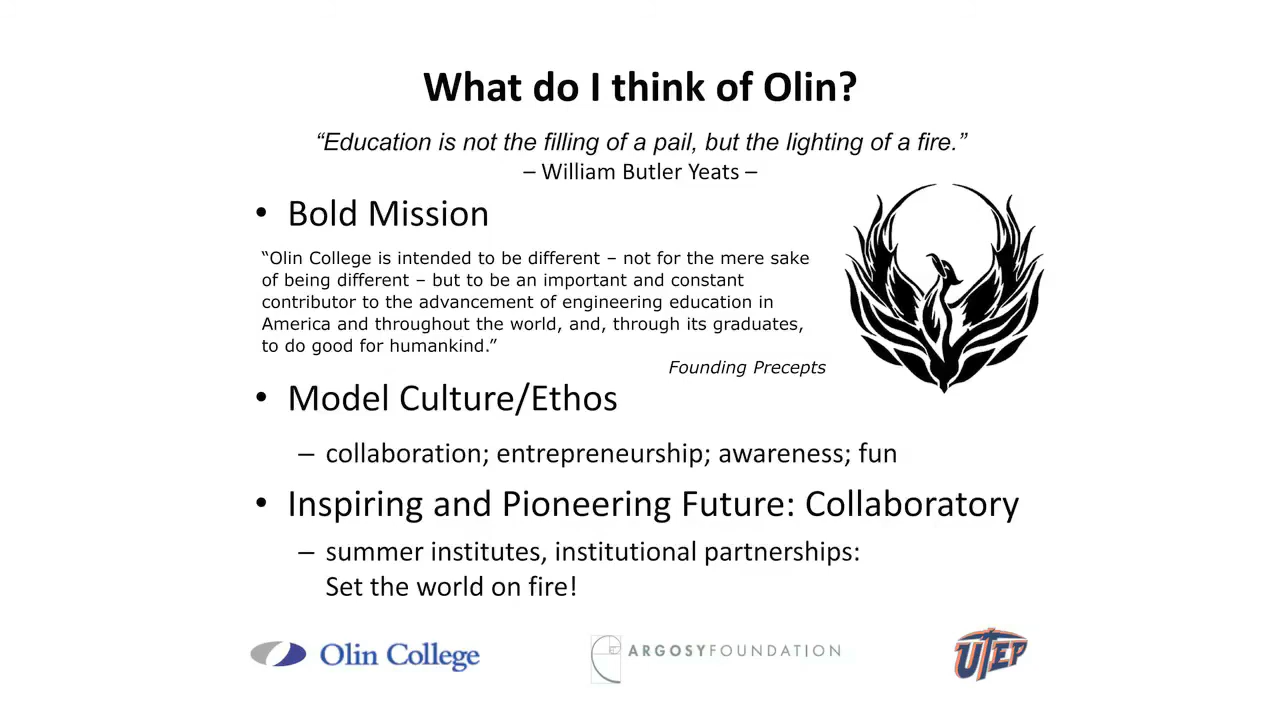 What do I think of Olin?
“Education is not the filling of a pail, but the lighting of a fire.”
– William Butler Yeats –
• Bold Mission
“Olin College is intended to be different – not for the mere sake
of being different – but to be an important and constant
contributor to the advancement of engineering education in
America and throughout the world, and, through its graduates,
to do good for humankind.”
Founding Precepts
• Model Culture/Ethos
– collaboration; entrepreneurship; awareness; fun
• Inspiring and Pioneering Future: Collaboratory
– summer institutes, institutional partnerships:
Set the world on fire!
Olin College
ARGOSYFOUNDATION
UTEP